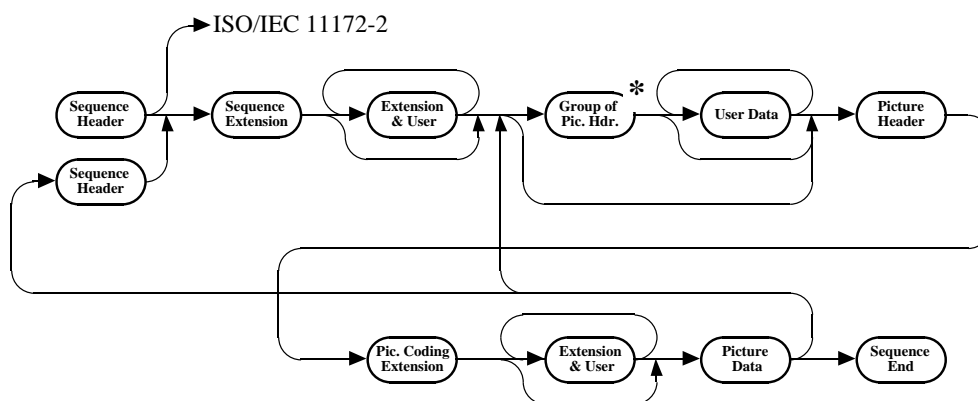 ISO/IEC 11172-2
Sequence
Header
Sequence
Extension
Extension
& User
Group of
Pic. Hdr.
*
User Data
Picture
Header
Sequence
Header
Pic. Coding
Extension
Extension
& User
Picture
Data
Sequence
End